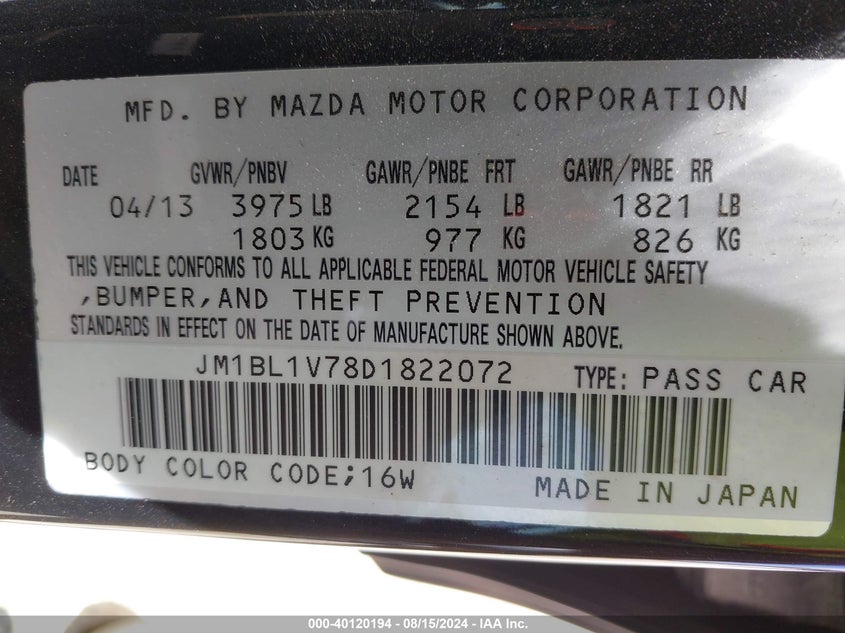 MFD. BY MAZDA MOTOR CORPORATION
DATE GVWR/PNBV GAWR/PNBE FRT GAWR/PNBE RR
04/13 3975 LB 2154 LB 1821 LB
1803 KG 977 KG 826 KG
THIS VEHICLE CONFORMS TO ALL APPLICABLE FEDERAL MOTOR VEHICLE SAFETY
,BUMPER,AND THEFT PREVENTION
STANDARDS IN EFFECT ON THE DATE OF MANUFACTURE SHOWN ABOVE.
JM1BL1V78D1822072 TYPE: PASS CAR
BODY COLOR CODE;16W
MADE IN JAPAN
000-40120194 - 08/15/2024 - IAA Inc.